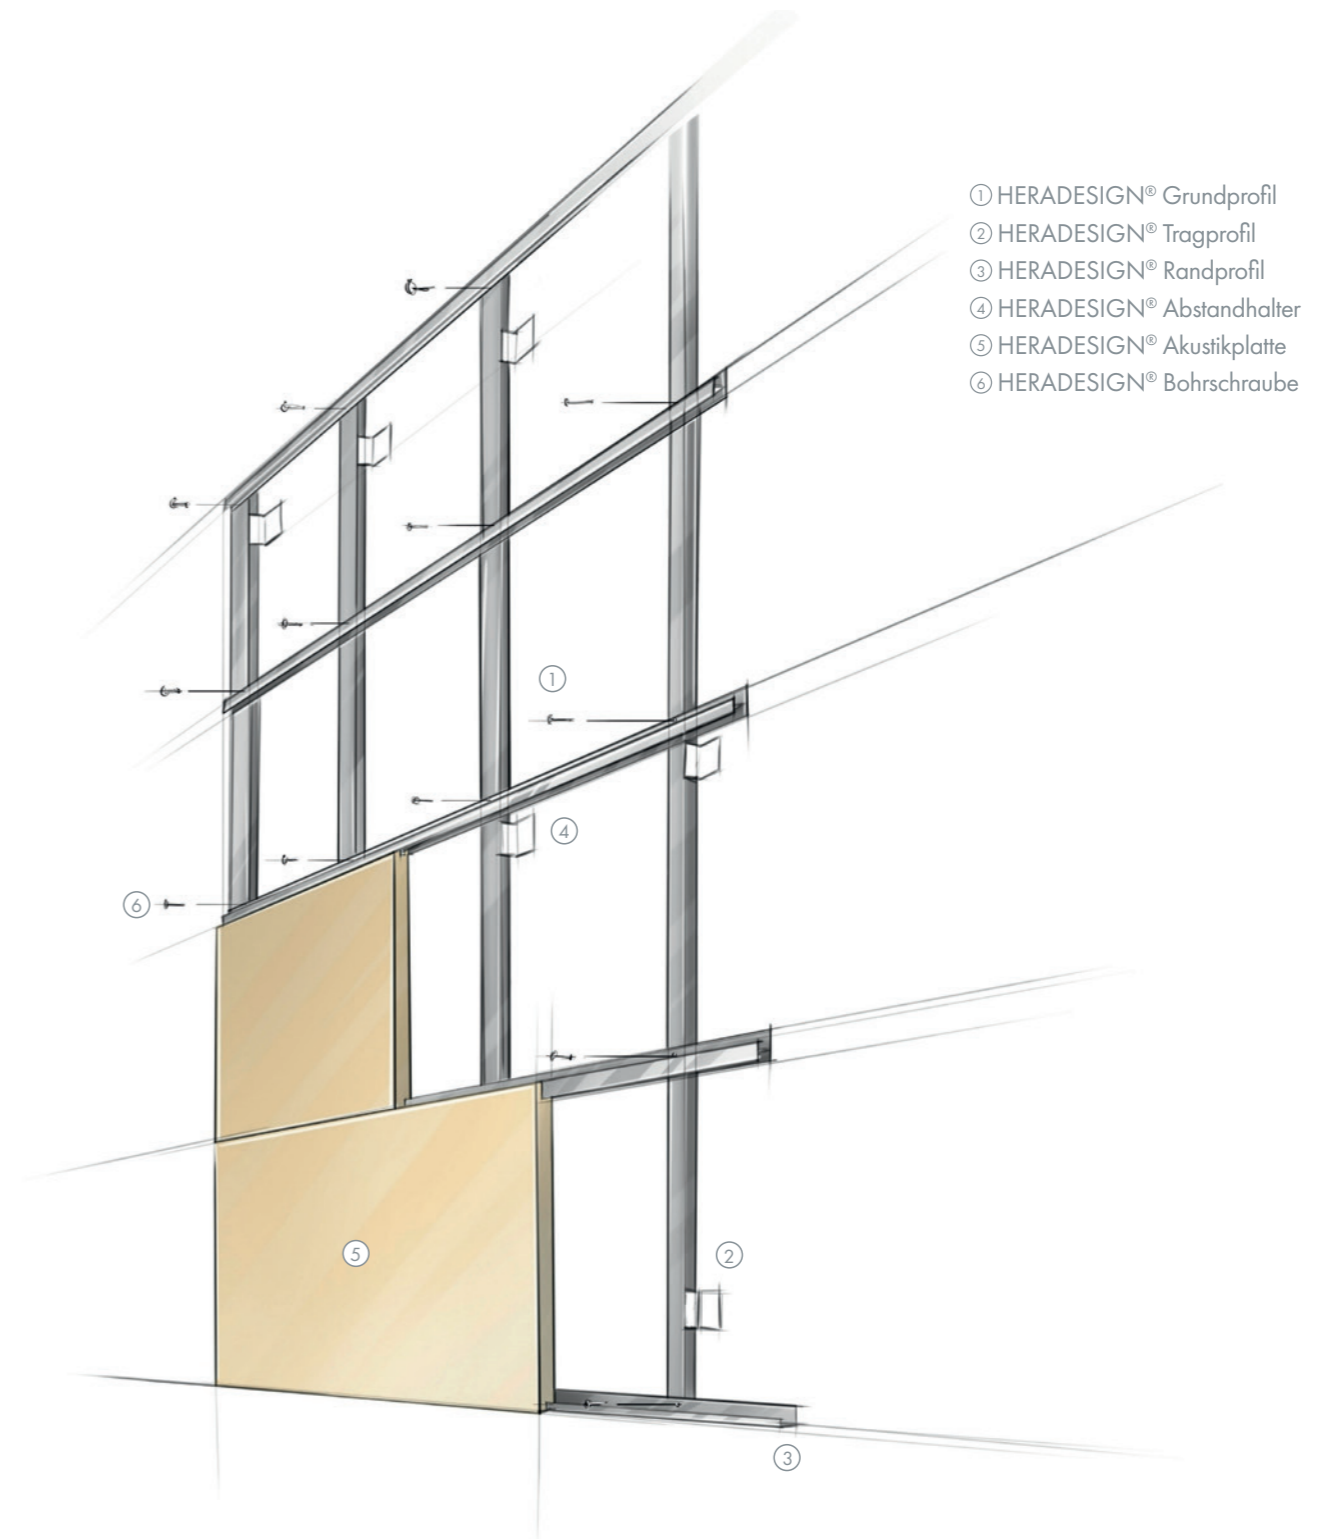 ① HERADESIGN® Grundprofil
② HERADESIGN® Tragprofil
③ HERADESIGN® Randprofil
④ HERADESIGN® Abstandhalter
⑤ HERADESIGN® Akustikplatte
⑥ HERADESIGN® Bohrschraube
①
④
⑥
⑤
②
③